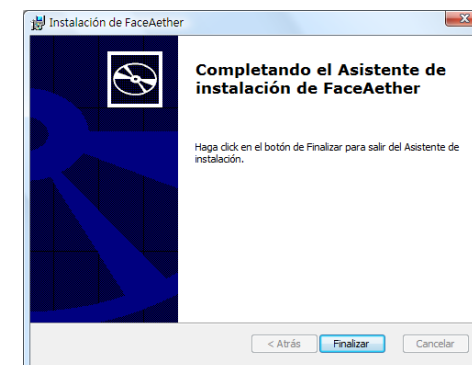 Instalación de FaceAether
Completando el Asistente de
instalación de FaceAether
Haga click en el botón de Finalizar para salir del Asistente de
instalación.
< Atrás Finalizar Cancelar